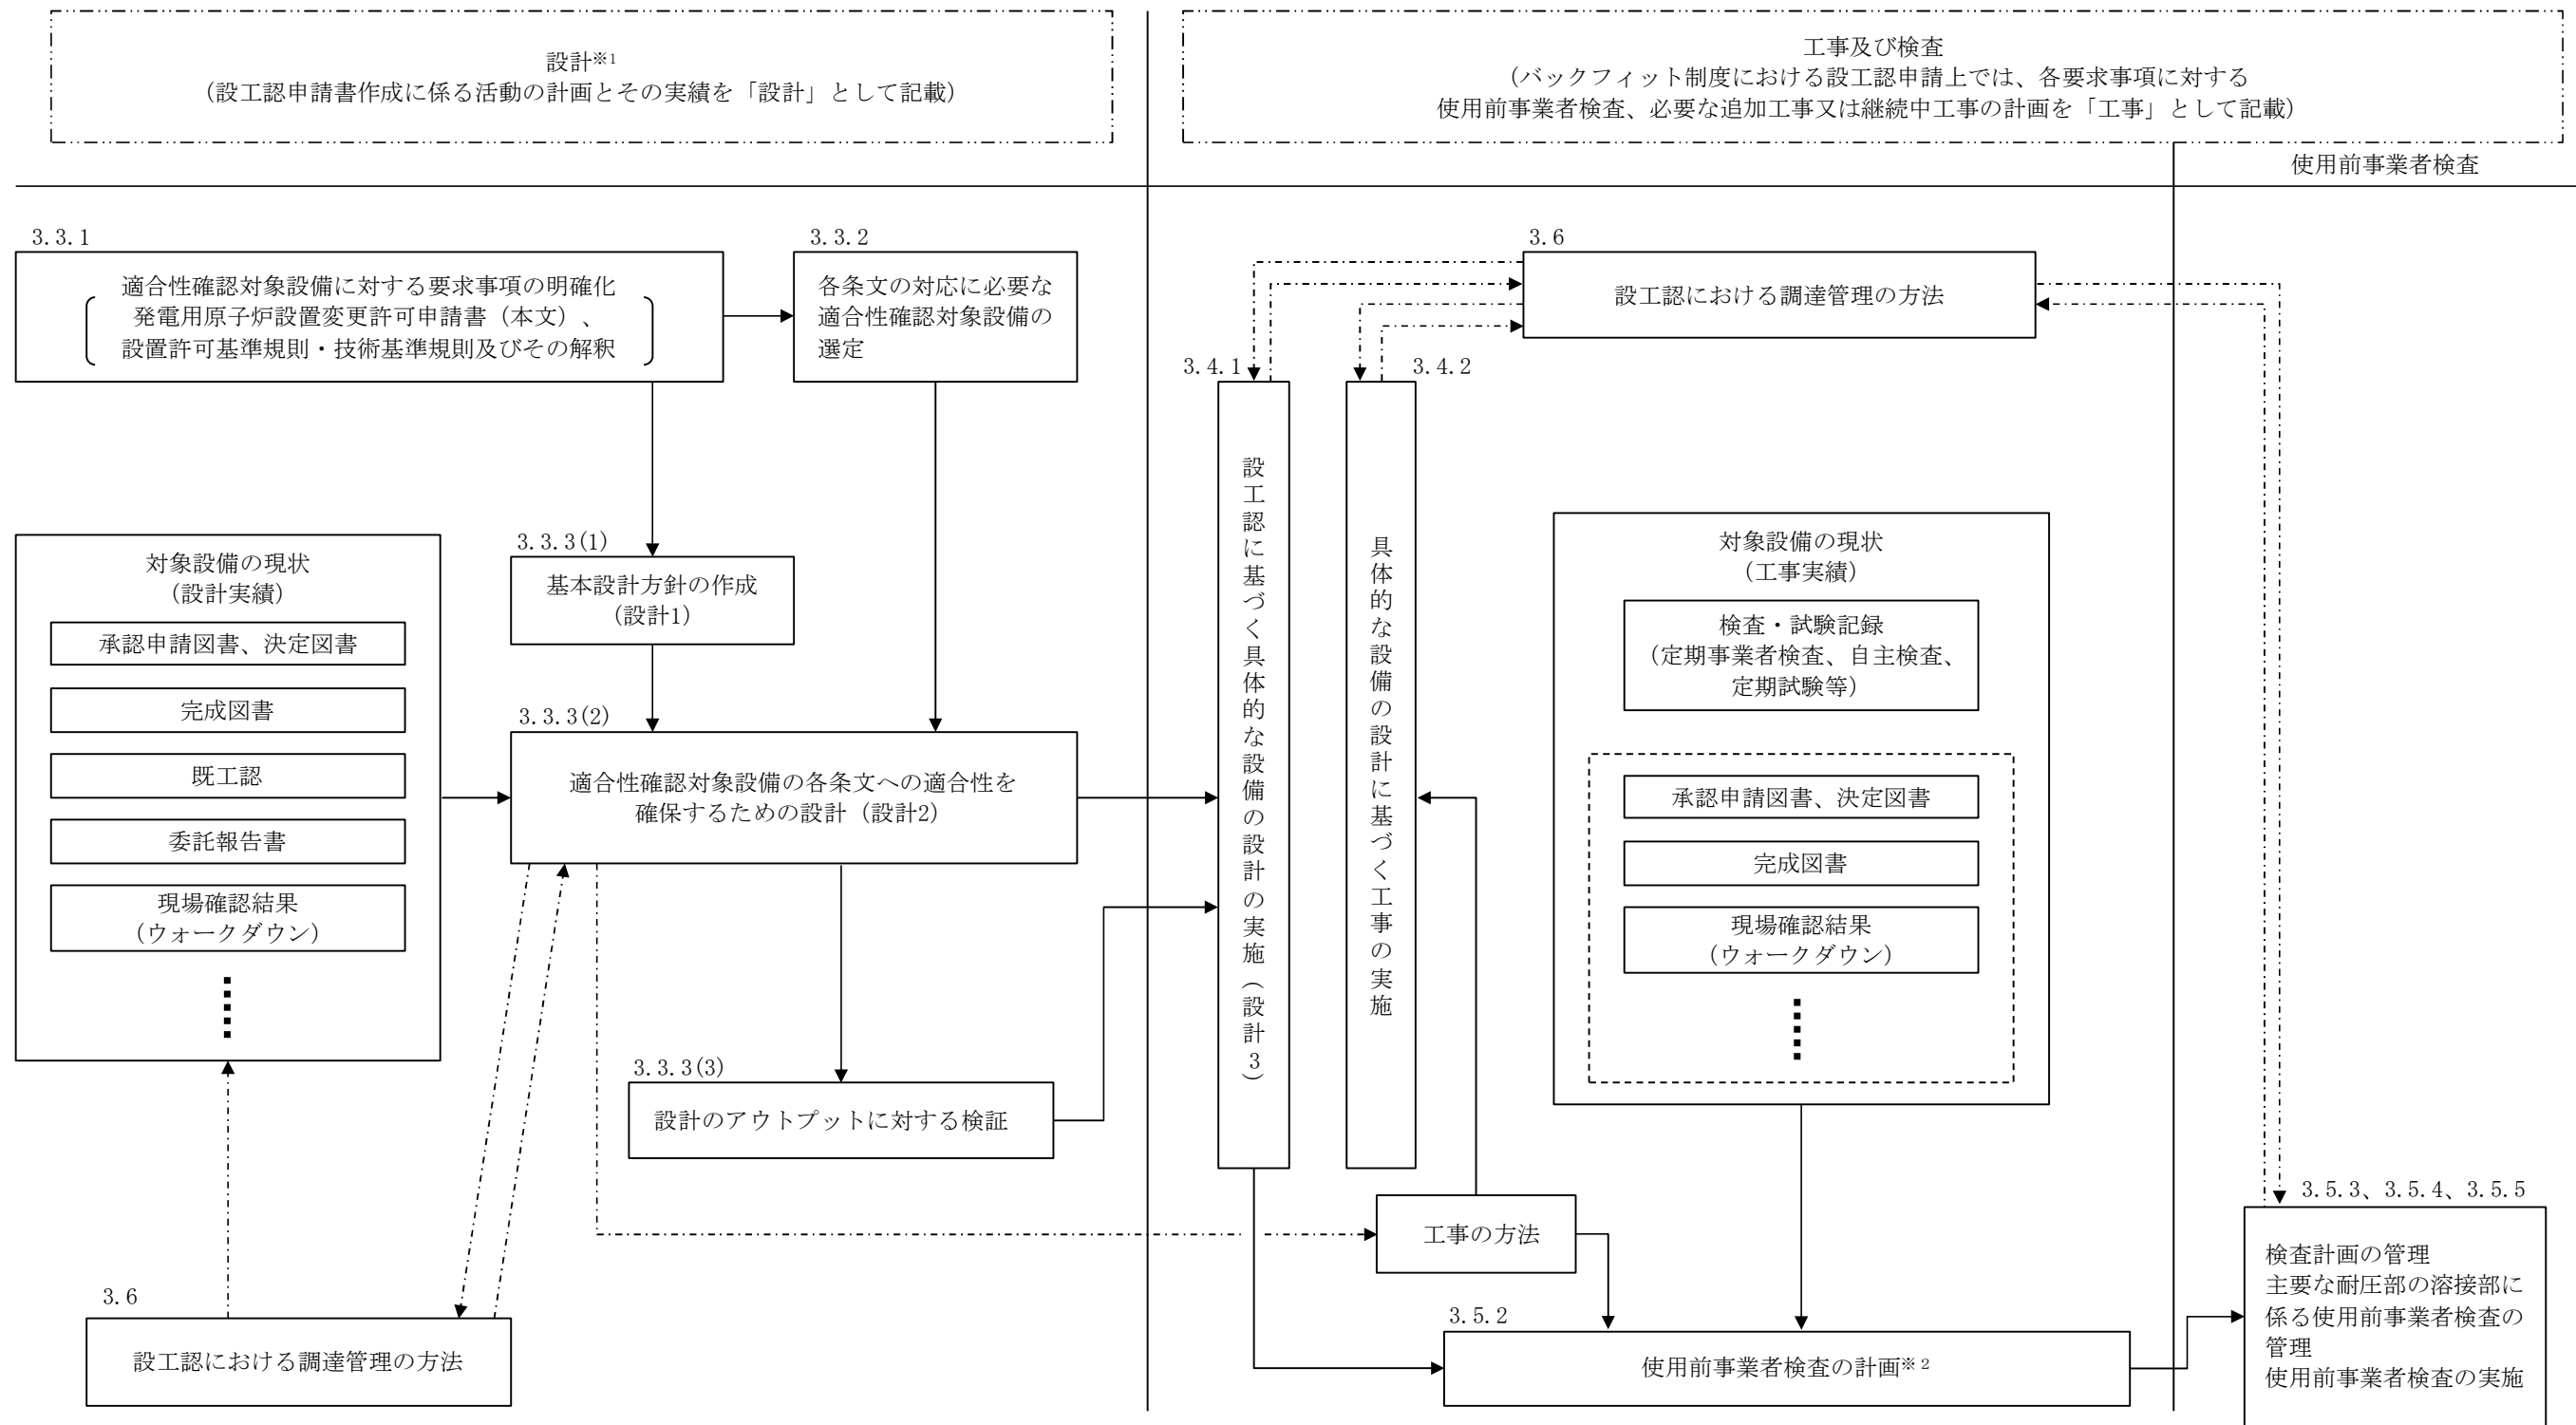 設計※1
（設工認申請書作成に係る活動の計画とその実績を「設計」として記載）
工事及び検査
（バックフィット制度における設工認申請上では、各要求事項に対する
使用前事業者検査、必要な追加工事又は継続中工事の計画を「工事」として記載）
使用前事業者検査
3.3.1
適合性確認対象設備に対する要求事項の明確化
発電用原子炉設置変更許可申請書（本文）、
設置許可基準規則・技術基準規則及びその解釈
3.3.2
各条文の対応に必要な
適合性確認対象設備の
選定
対象設備の現状
（設計実績）
承認申請図書、決定図書
完成図書
既工認
委託報告書
現場確認結果
（ウォークダウン）
3.3.3(1)
基本設計方針の作成
（設計1）
3.3.3(2)
適合性確認対象設備の各条文への適合性を
確保するための設計（設計2）
3.3.3(3)
設計のアウトプットに対する検証
3.6
設工認における調達管理の方法
3.6
設工認における調達管理の方法
3.4.1
設工認に基づく具体的な設備の設計の実施（設計3）
3.4.2
具体的な設備の設計に基づく工事の実施
対象設備の現状
（工事実績）
検査・試験記録
（定期事業者検査、自主検査、
定期試験等）
承認申請図書、決定図書
完成図書
現場確認結果
（ウォークダウン）
工事の方法
3.5.2
使用前事業者検査の計画※2
3.5.3、3.5.4、3.5.5
検査計画の管理
主要な耐圧部の溶接部に
係る使用前事業者検査の
管理
使用前事業者検査の実施